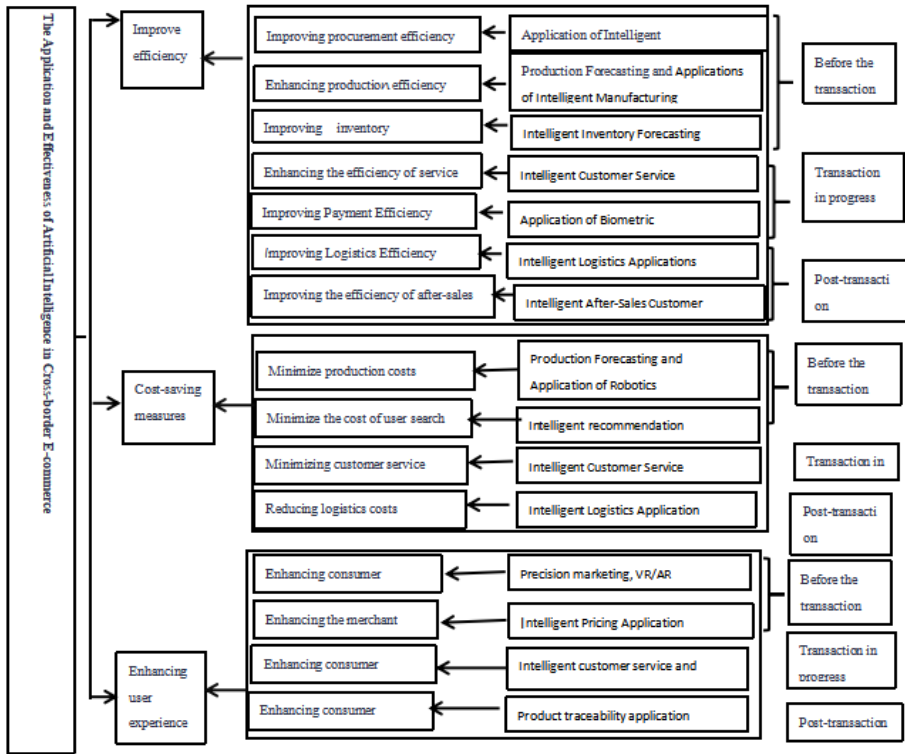 The Application and Effectiveness of Artificial Intelligence in Cross-border E-commerce
Improve
efficiency
Improving procurement efficiency
Application of Intelligent
Enhancing production efficiency
Production Forecasting and Applications
of Intelligent Manufacturing
Improving inventory
Intelligent Inventory Forecasting
Before the
transaction
Enhancing the efficiency of service
Intelligent Customer Service
Improving Payment Efficiency
Application of Biometric
Transaction
in progress
Improving Logistics Efficiency
Intelligent Logistics Applications
Improving the efficiency of after-sales
Intelligent After-Sales Customer
Post-transacti
on
Cost-saving
measures
Minimize production costs
Production Forecasting and
Application of Robotics
Minimize the cost of user search
Intelligent recommendation
Before the
transaction
Minimizing customer service
Intelligent Customer Service
Transaction in
Reducing logistics costs
Intelligent Logistics Application
Post-transacti
on
Enhancing
user
experience
Enhancing consumer
Precision marketing, VR/AR
Enhancing the merchant
Intelligent Pricing Application
Before the
transaction
Enhancing consumer
Intelligent customer service and
Transaction in
progress
Enhancing consumer
Product traceability application
Post-transaction